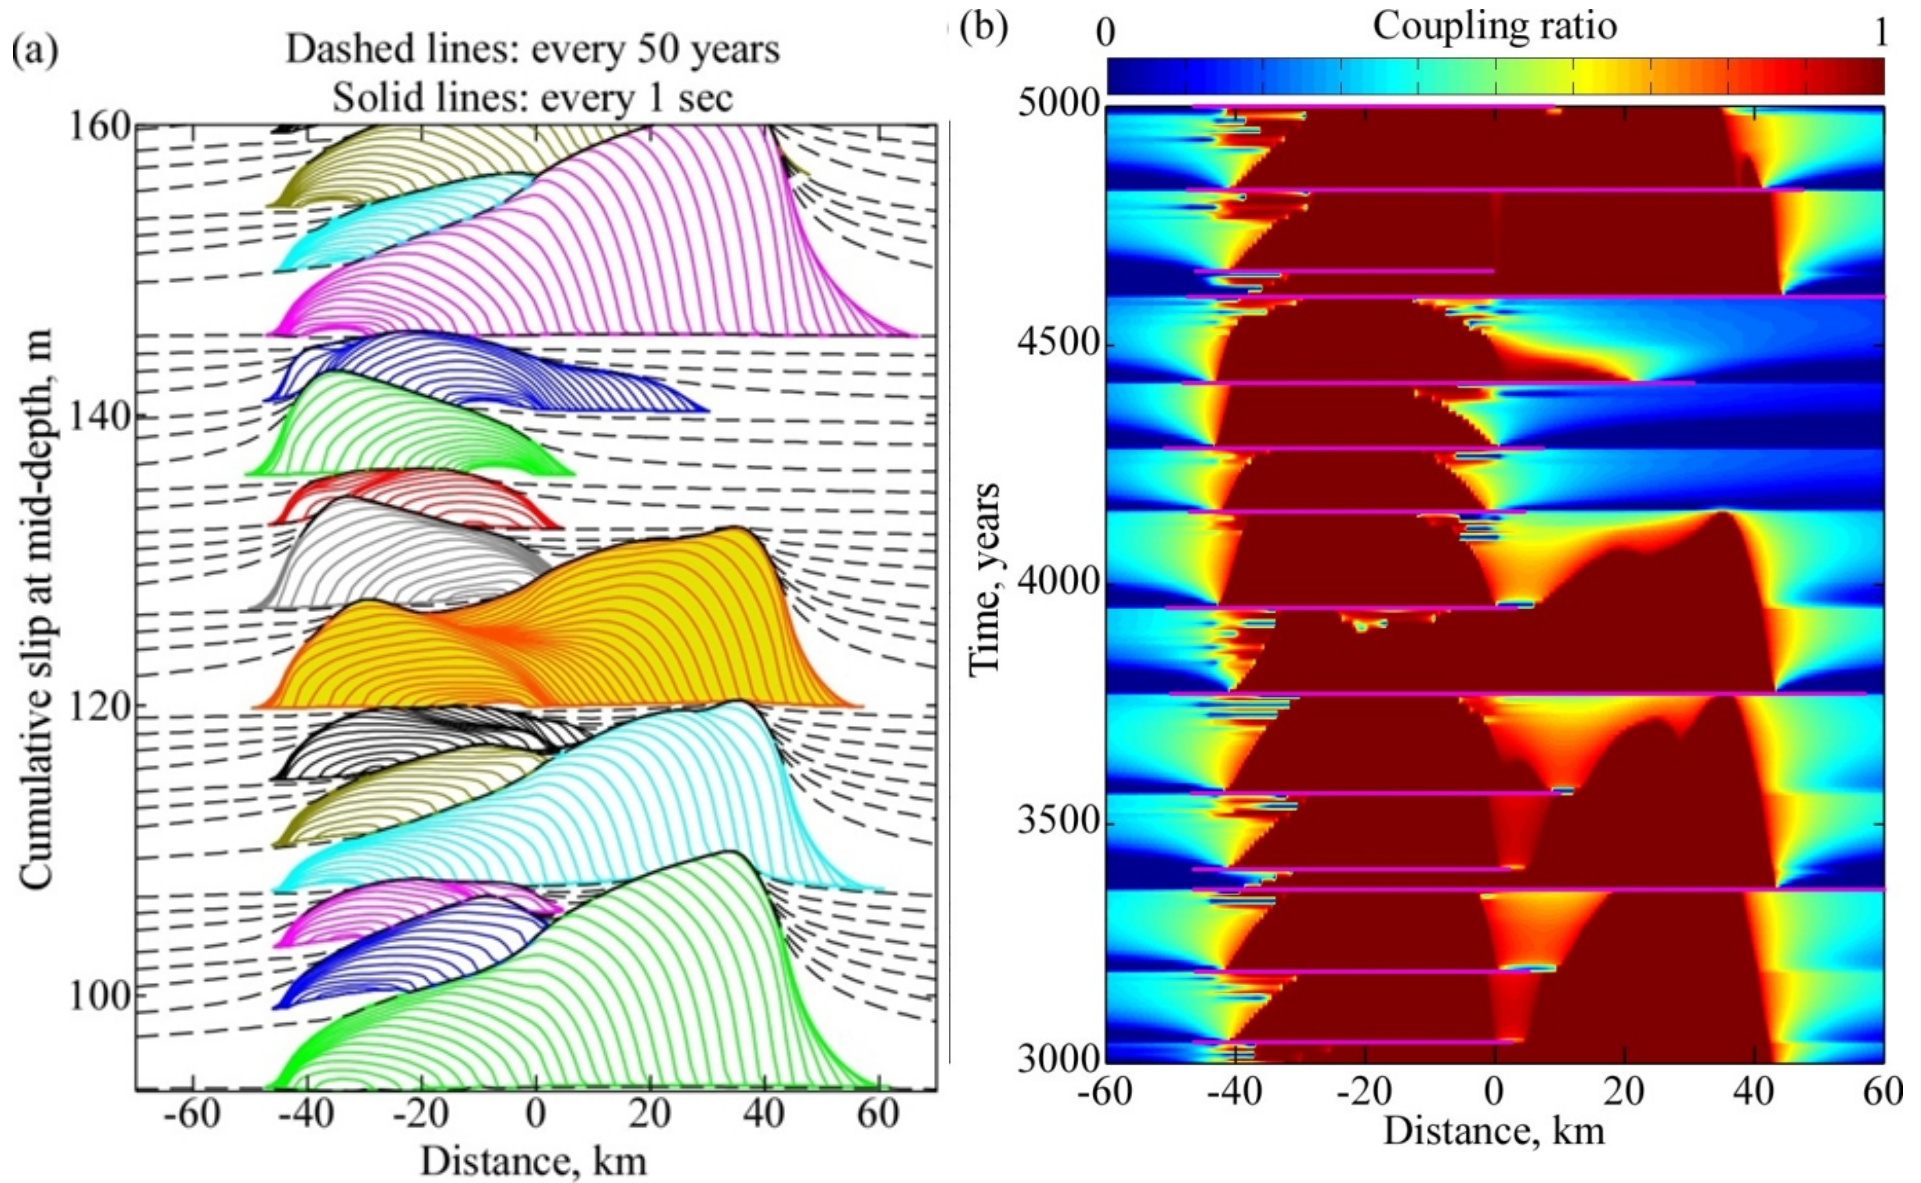 (a)
Dashed lines: every 50 years
Solid lines: every 1 sec
160
140
120
100
Cumulative slip at mid-depth, m
-60 -40 -20 0 20 40 60
Distance, km
(b)
0 Coupling ratio 1
5000
4500
4000
3500
3000
Time, years
-60 -40 -20 0 20 40 60
Distance, km